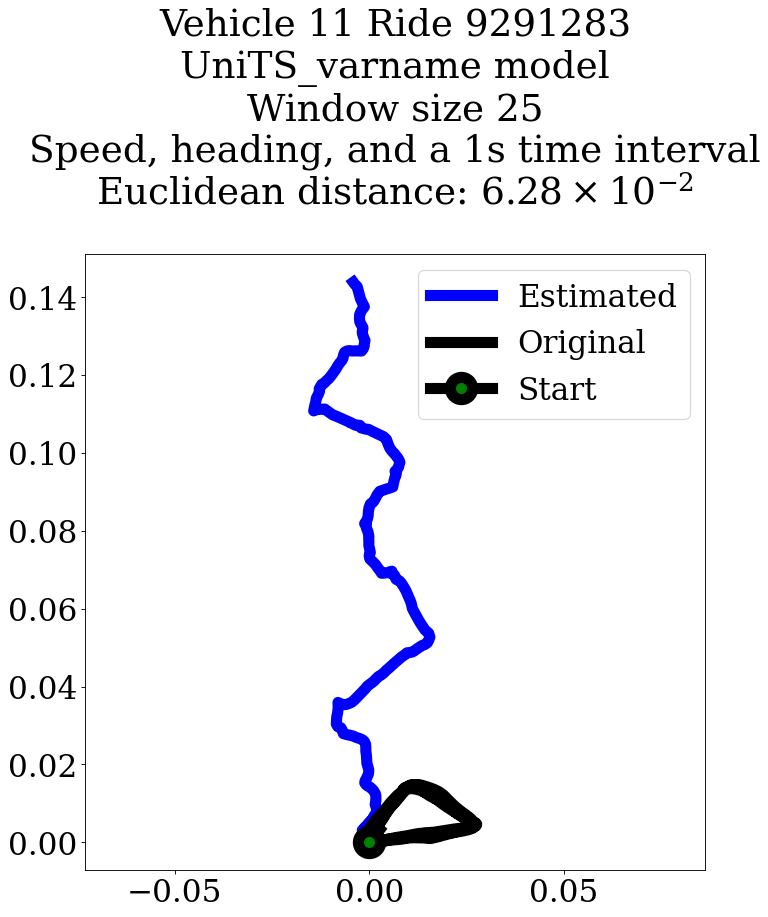 Vehicle 11 Ride 9291283
UniTS_varname model
Window size 25
Speed, heading, and a 1s time interval
Euclidean distance: 6.28 × 10⁻²
Estimated
Original
Start
0.14
0.12
0.10
0.08
0.06
0.04
0.02
0.00
−0.05 0.00 0.05